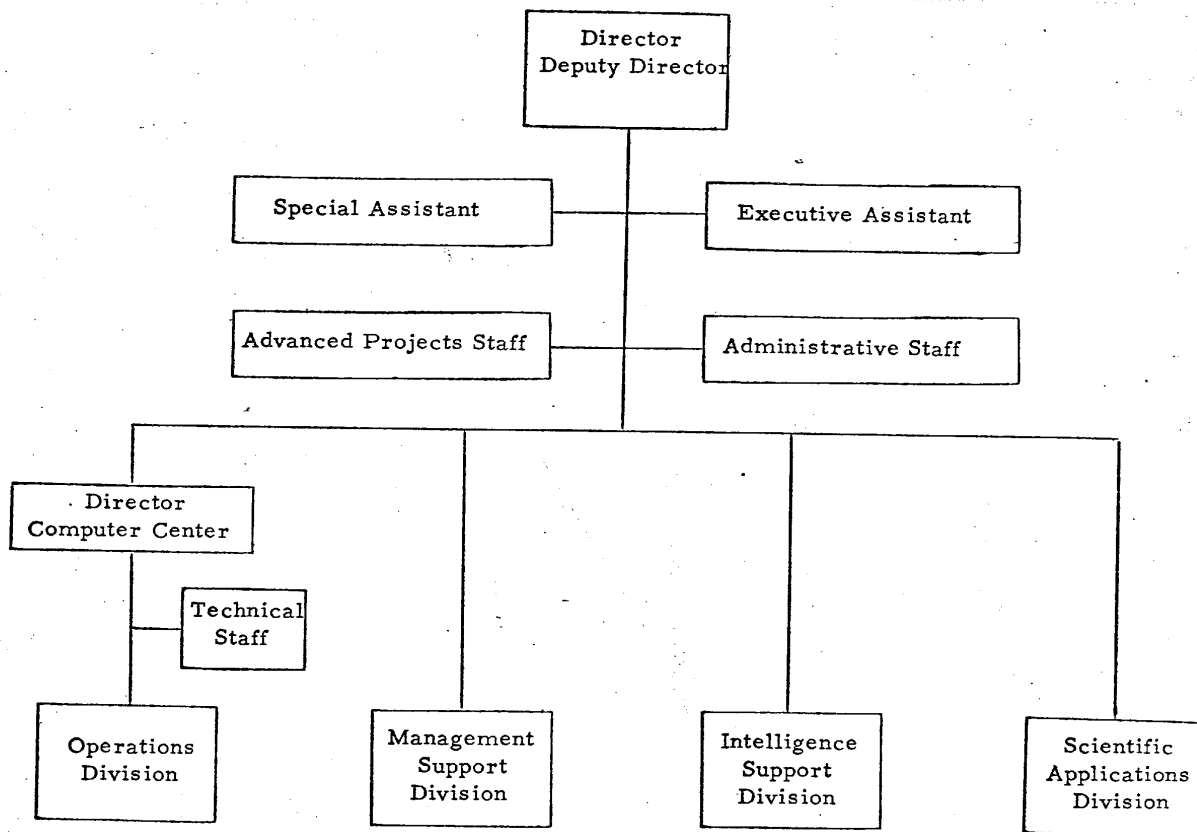 Director
Deputy Director
Special Assistant
Executive Assistant
Advanced Projects Staff
Administrative Staff
Director
Computer Center
Technical
Staff
Operations
Division
Management
Support
Division
Intelligence
Support
Division
Scientific
Applications
Division